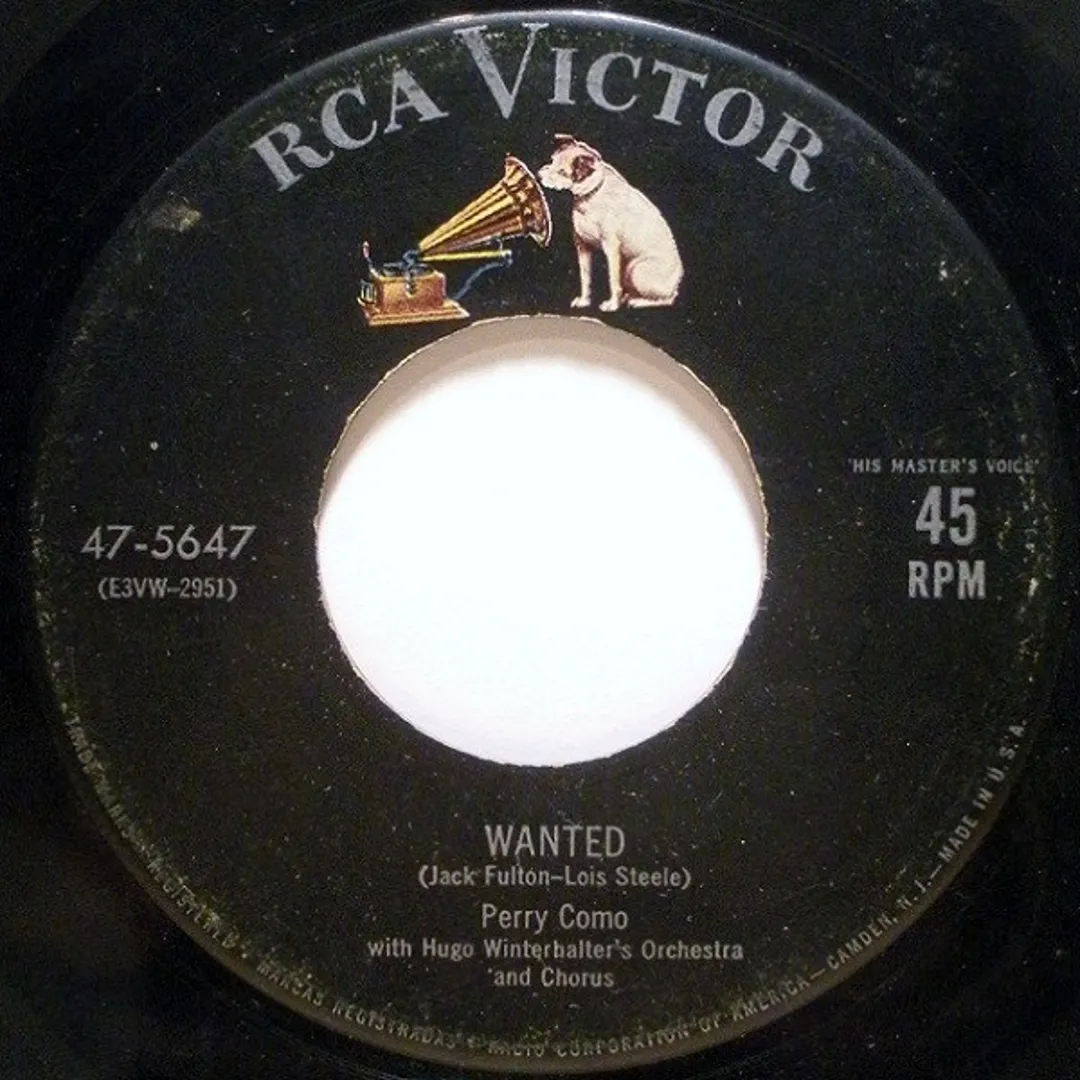 RCA VICTOR
'HIS MASTER'S VOICE'
45
RPM
47-5647
(E3VW-2951)
WANTED
(Jack Fulton-Lois Steele)
Perry Como
with Hugo Winterhalter's Orchestra
and Chorus
MARCAS REGISTRADAS RADIO CORPORATION OF AMERICA—CAMDEN, N. J.—MADE IN U.S.A.